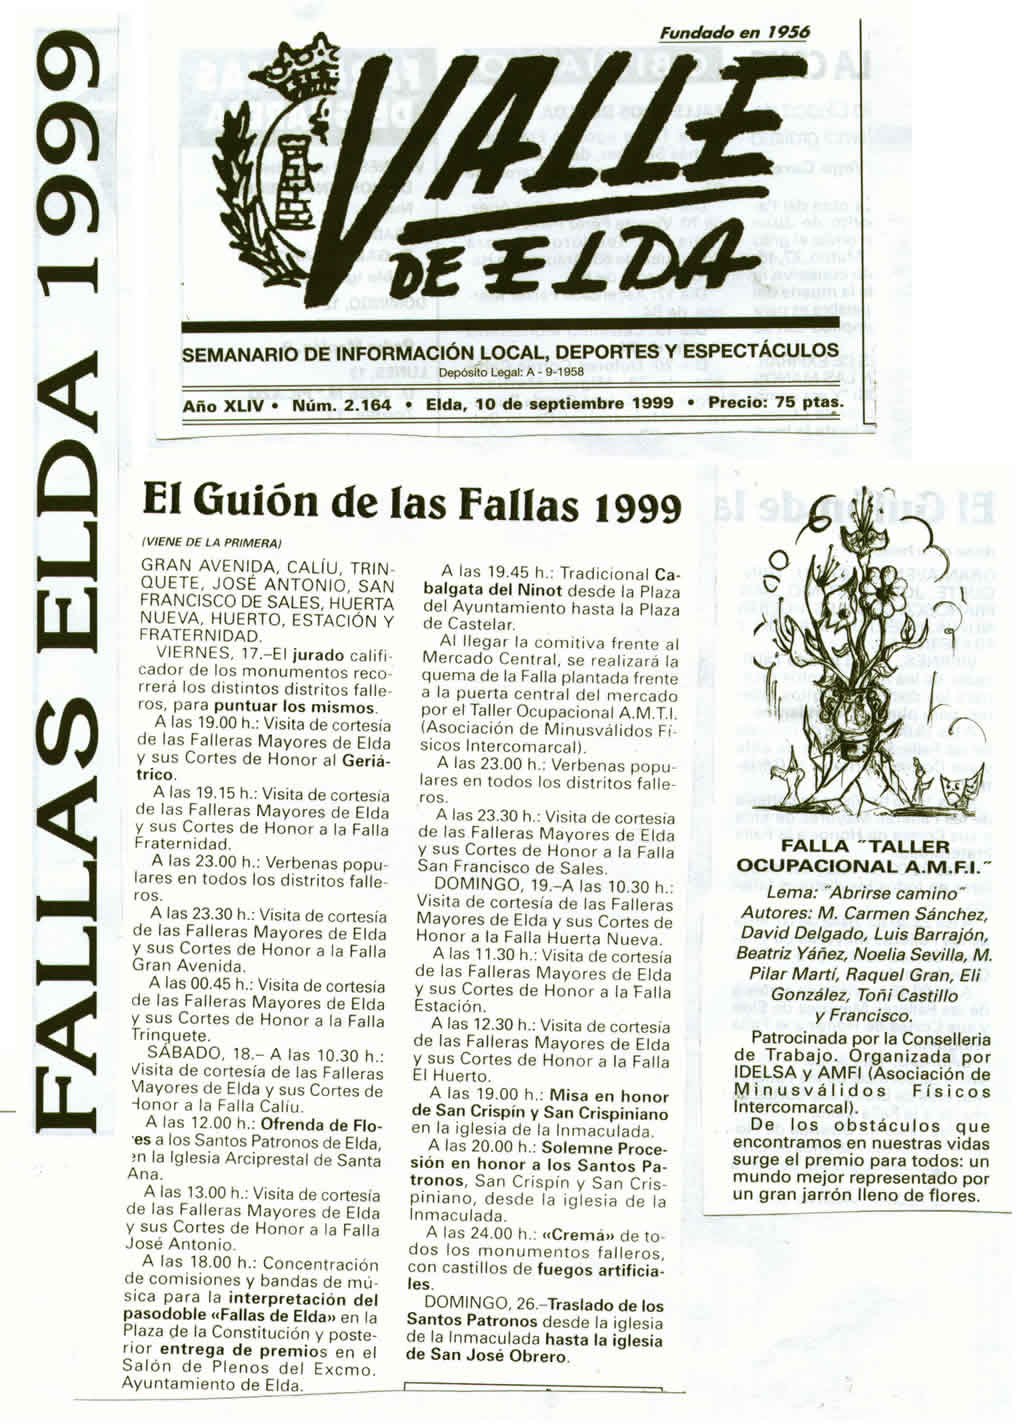 FALLAS ELDA 1999
Fundado en 1956
VALLE
DE ELDA
SEMANARIO DE INFORMACIÓN LOCAL, DEPORTES Y ESPECTÁCULOS
Depósito Legal: A - 9-1958
Año XLIV • Núm. 2.164 • Elda, 10 de septiembre 1999 • Precio: 75 ptas.
El Guión de las Fallas 1999
(VIENE DE LA PRIMERA)
GRAN AVENIDA, CALÍU, TRIN-
QUETE, JOSÉ ANTONIO, SAN
FRANCISCO DE SALES, HUERTA
NUEVA, HUERTO, ESTACIÓN Y
FRATERNIDAD.
VIERNES, 17.–El jurado califi-
cador de los monumentos reco-
rrerá los distintos distritos falle-
ros, para puntuar los mismos.
A las 19.00 h.: Visita de cortesía
de las Falleras Mayores de Elda
y sus Cortes de Honor al Geriá-
trico.
A las 19.15 h.: Visita de cortesía
de las Falleras Mayores de Elda
y sus Cortes de Honor a la Falla
Fraternidad.
A las 23.00 h.: Verbenas popu-
lares en todos los distritos falle-
ros.
A las 23.30 h.: Visita de cortesía
de las Falleras Mayores de Elda
y sus Cortes de Honor a la Falla
Gran Avenida.
A las 00.45 h.: Visita de cortesía
de las Falleras Mayores de Elda
y sus Cortes de Honor a la Falla
Trinquete.
SÁBADO, 18.– A las 10.30 h.:
Visita de cortesía de las Falleras
Mayores de Elda y sus Cortes de
Honor a la Falla Calíu.
A las 12.00 h.: Ofrenda de Flo-
res a los Santos Patronos de Elda,
en la Iglesia Arciprestal de Santa
Ana.
A las 13.00 h.: Visita de cortesía
de las Falleras Mayores de Elda
y sus Cortes de Honor a la Falla
José Antonio.
A las 18.00 h.: Concentración
de comisiones y bandas de mú-
sica para la interpretación del
pasodoble «Fallas de Elda» en la
Plaza de la Constitución y poste-
rior entrega de premios en el
Salón de Plenos del Excmo.
Ayuntamiento de Elda.
A las 19.45 h.: Tradicional Ca-
balgata del Ninot desde la Plaza
del Ayuntamiento hasta la Plaza
de Castelar.
Al llegar la comitiva frente al
Mercado Central, se realizará la
quema de la Falla plantada frente
a la puerta central del mercado
por el Taller Ocupacional A.M.T.I.
(Asociación de Minusválidos Fí-
sicos Intercomarcal).
A las 23.00 h.: Verbenas popu-
lares en todos los distritos falle-
ros.
A las 23.30 h.: Visita de cortesía
de las Falleras Mayores de Elda
y sus Cortes de Honor a la Falla
San Francisco de Sales.
DOMINGO, 19.–A las 10.30 h.:
Visita de cortesía de las Falleras
Mayores de Elda y sus Cortes de
Honor a la Falla Huerta Nueva.
A las 11.30 h.: Visita de cortesía
de las Falleras Mayores de Elda
y sus Cortes de Honor a la Falla
Estación.
A las 12.30 h.: Visita de cortesía
de las Falleras Mayores de Elda
y sus Cortes de Honor a la Falla
El Huerto.
A las 19.00 h.: Misa en honor
de San Crispín y San Crispiniano
en la iglesia de la Inmaculada.
A las 20.00 h.: Solemne Proce-
sión en honor a los Santos Pa-
tronos, San Crispín y San Cris-
piniano, desde la iglesia de la
Inmaculada.
A las 24.00 h.: «Cremá» de to-
dos los monumentos falleros,
con castillos de fuegos artificia-
les.
DOMINGO, 26.–Traslado de los
Santos Patronos desde la iglesia
de la Inmaculada hasta la iglesia
de San José Obrero.
FALLA "TALLER
OCUPACIONAL A.M.F.I."
Lema: "Abrirse camino"
Autores: M. Carmen Sánchez,
David Delgado, Luis Barrajón,
Beatriz Yáñez, Noelia Sevilla, M.
Pilar Martí, Raquel Gran, Eli
González, Toñi Castillo
y Francisco.
Patrocinada por la Conselleria
de Trabajo. Organizada por
IDELSA y AMFI (Asociación de
Minusválidos Físicos
Intercomarcal).
De los obstáculos que
encontramos en nuestras vidas
surge el premio para todos: un
mundo mejor representado por
un gran jarrón lleno de flores.